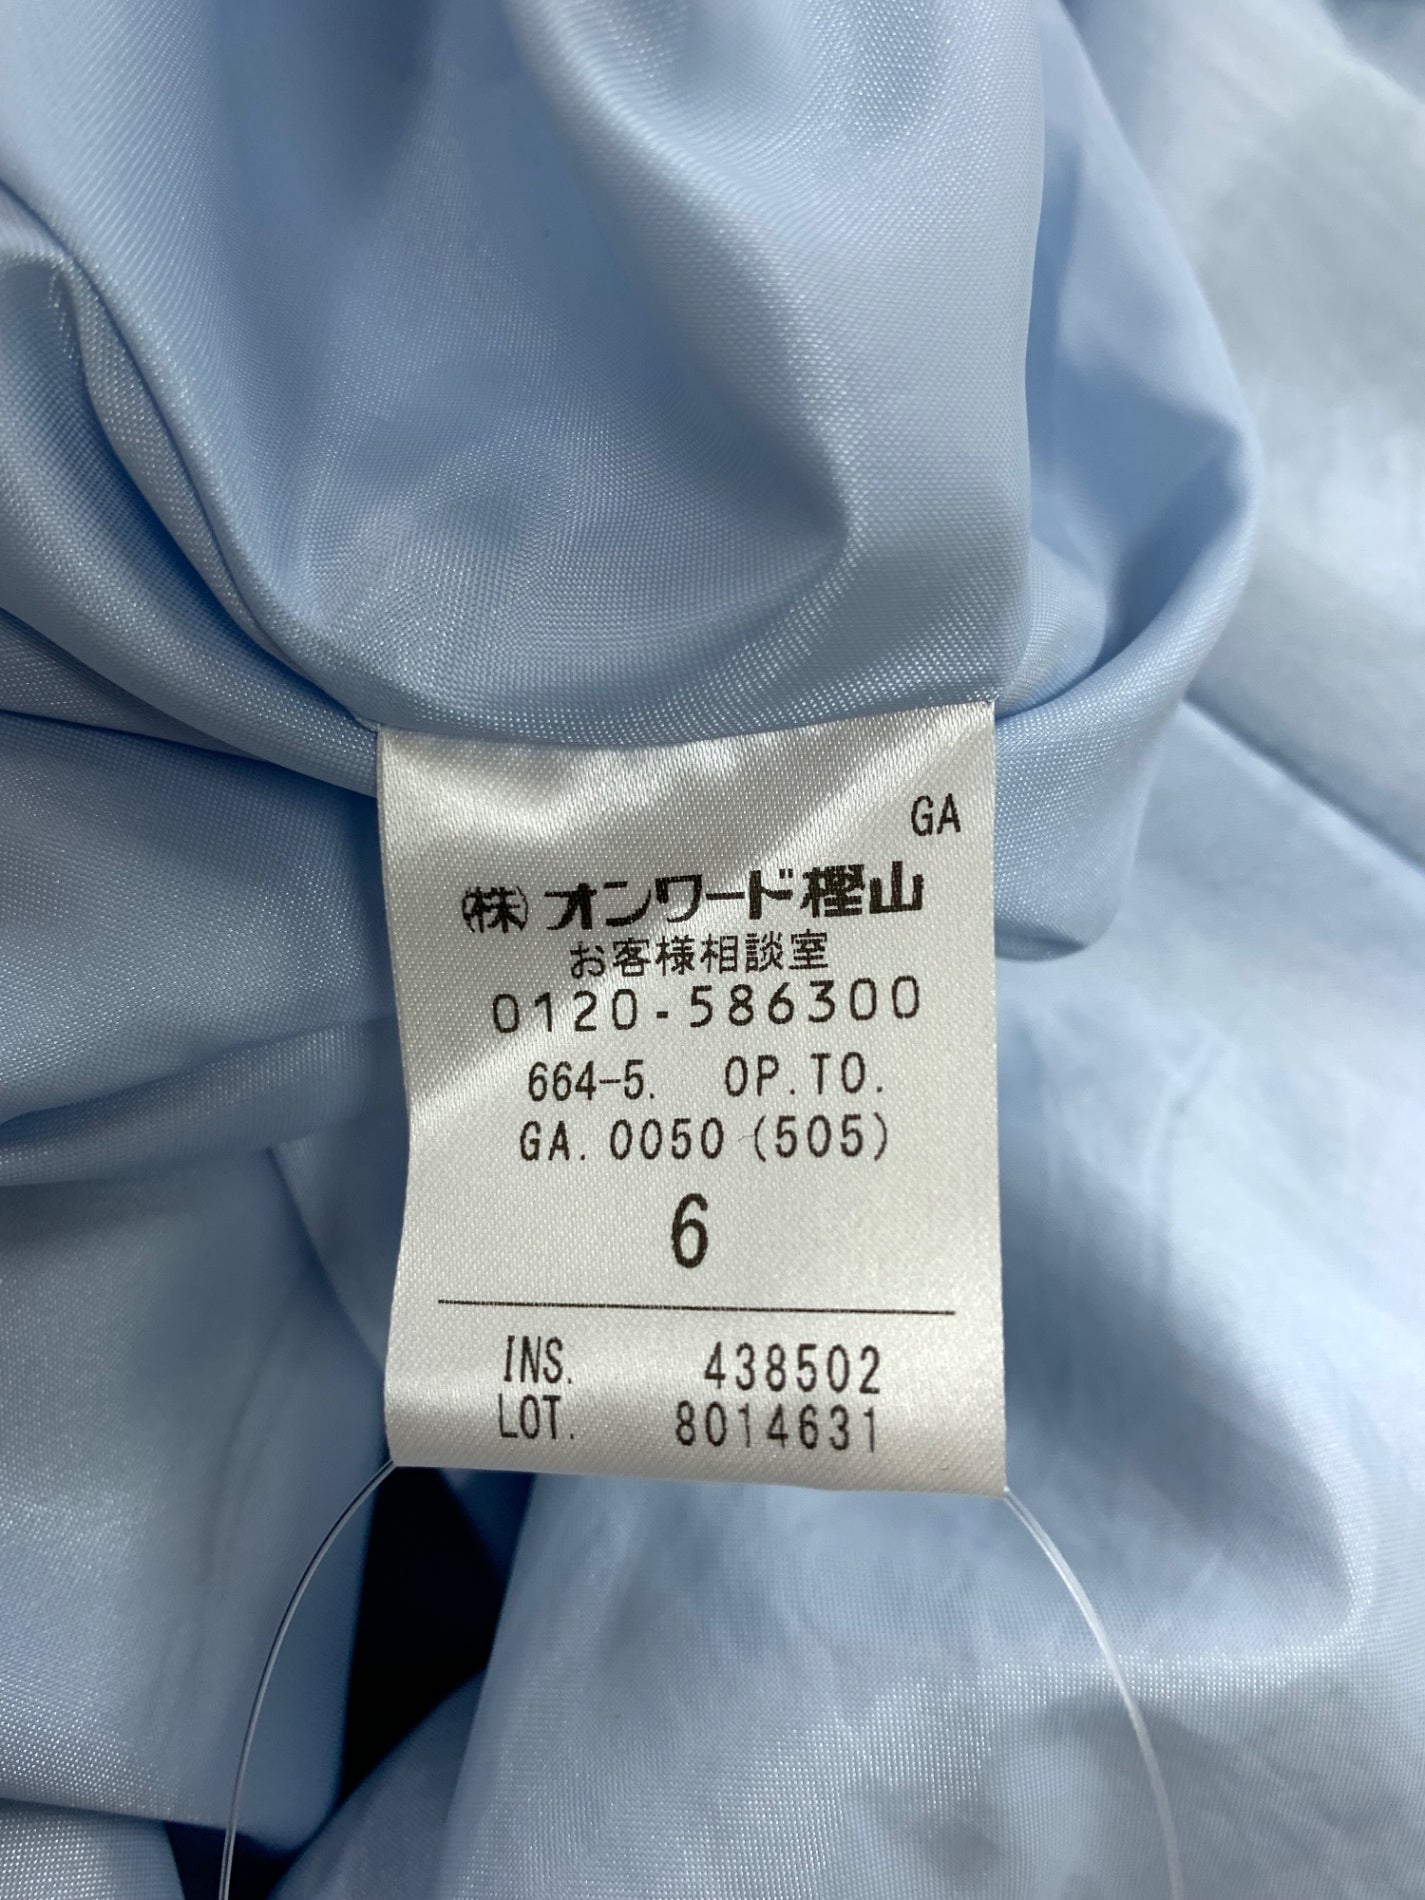 GA
㈱オンワード樫山
お客様相談室
0120-586300
664-5. OP.TO.
GA.0050(505)
6
INS. 438502
LOT. 8014631